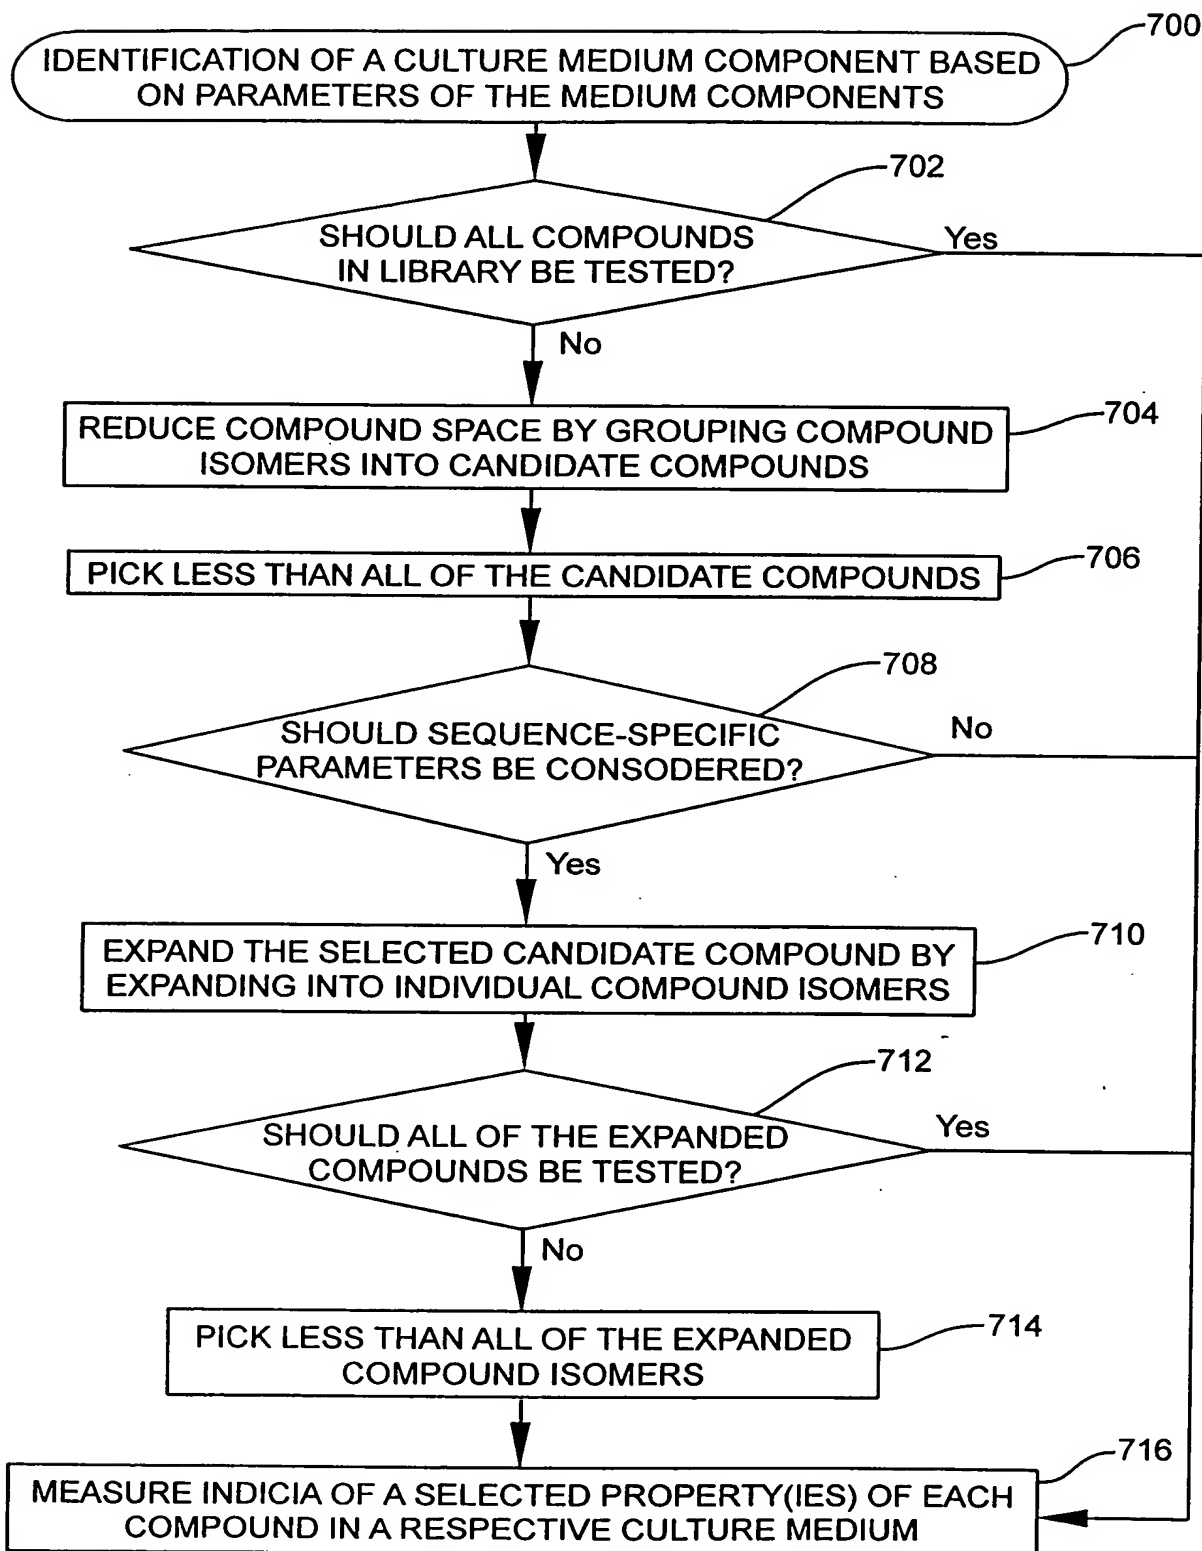 700
IDENTIFICATION OF A CULTURE MEDIUM COMPONENT BASED
ON PARAMETERS OF THE MEDIUM COMPONENTS
702
SHOULD ALL COMPOUNDS
IN LIBRARY BE TESTED?
Yes
No
704
REDUCE COMPOUND SPACE BY GROUPING COMPOUND
ISOMERS INTO CANDIDATE COMPOUNDS
706
PICK LESS THAN ALL OF THE CANDIDATE COMPOUNDS
708
SHOULD SEQUENCE-SPECIFIC
PARAMETERS BE CONSODERED?
No
Yes
710
EXPAND THE SELECTED CANDIDATE COMPOUND BY
EXPANDING INTO INDIVIDUAL COMPOUND ISOMERS
712
SHOULD ALL OF THE EXPANDED
COMPOUNDS BE TESTED?
Yes
No
714
PICK LESS THAN ALL OF THE EXPANDED
COMPOUND ISOMERS
716
MEASURE INDICIA OF A SELECTED PROPERTY(IES) OF EACH
COMPOUND IN A RESPECTIVE CULTURE MEDIUM